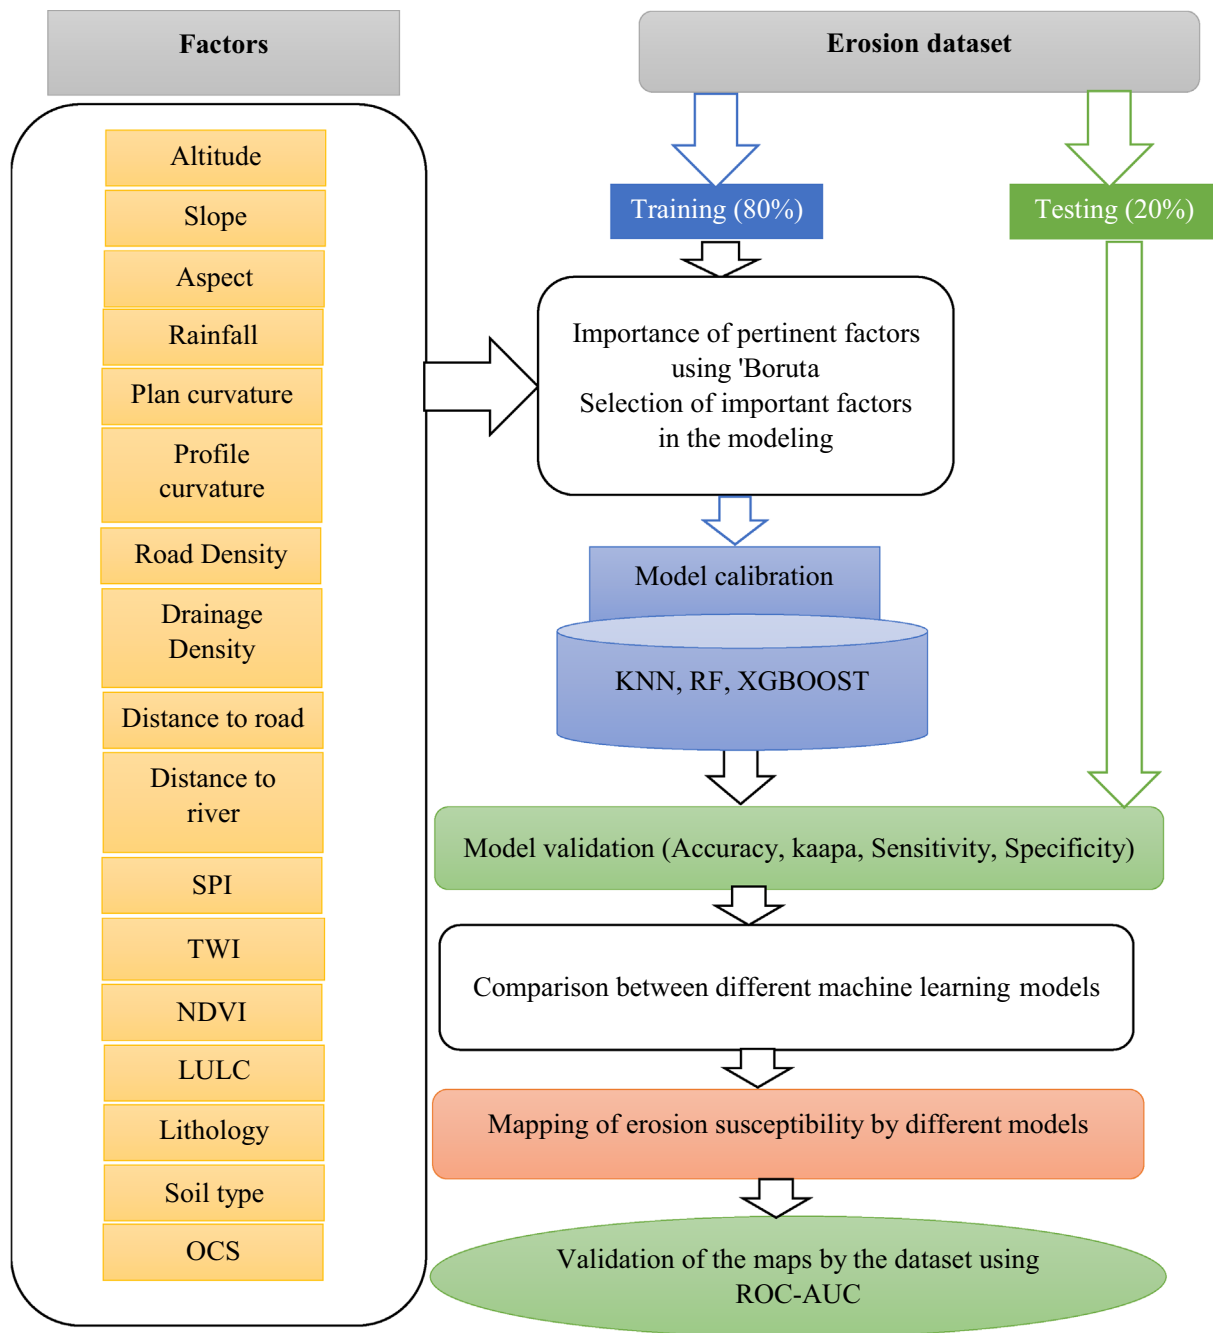 Factors
Altitude
Slope
Aspect
Rainfall
Plan curvature
Profile
curvature
Road Density
Drainage
Density
Distance to road
Distance to
river
SPI
TWI
NDVI
LULC
Lithology
Soil type
OCS
Erosion dataset
Training (80%)
Testing (20%)
Importance of pertinent factors
using 'Boruta
Selection of important factors
in the modeling
Model calibration
KNN, RF, XGBOOST
Model validation (Accuracy, kaapa, Sensitivity, Specificity)
Comparison between different machine learning models
Mapping of erosion susceptibility by different models
Validation of the maps by the dataset using
ROC-AUC